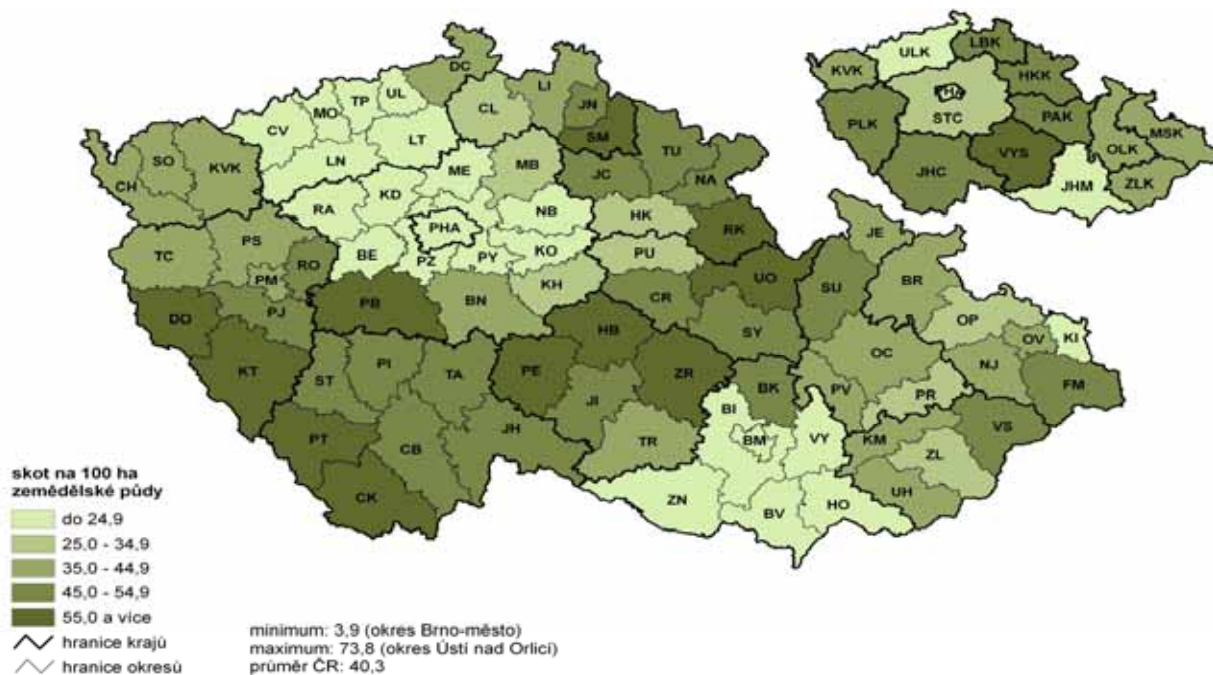 DC
UL
TP
MO
CV
LT
LN
CL
LI
JN
SM
SO
KVK
CH
ME
MB
JC
TU
NA
RA
KD
PHA
NB
HK
RK
TC
PS
RO
PM
PJ
BE
PZ
PY
KO
KH
PU
UO
DO
PB
BN
CR
SY
SU
JE
BR
KT
ST
PI
TA
PE
HB
ZR
JI
OP
OV
KI
OC
NJ
FM
PT
CB
JH
TR
BK
BI
BM
VY
PV
PR
KM
VS
ZL
CK
ZN
BV
HO
UH
ULK
LBK
KVK
HKK
PHA
STC
PLK
PAK
MSK
OLK
VYS
JHC
JHM
ZLK
skot na 100 ha
zemědělské půdy
do 24,9
25,0 - 34,9
35,0 - 44,9
45,0 - 54,9
55,0 a více
hranice krajů
hranice okresů
minimum: 3,9 (okres Brno-město)
maximum: 73,8 (okres Ústí nad Orlicí)
průměr ČR: 40,3